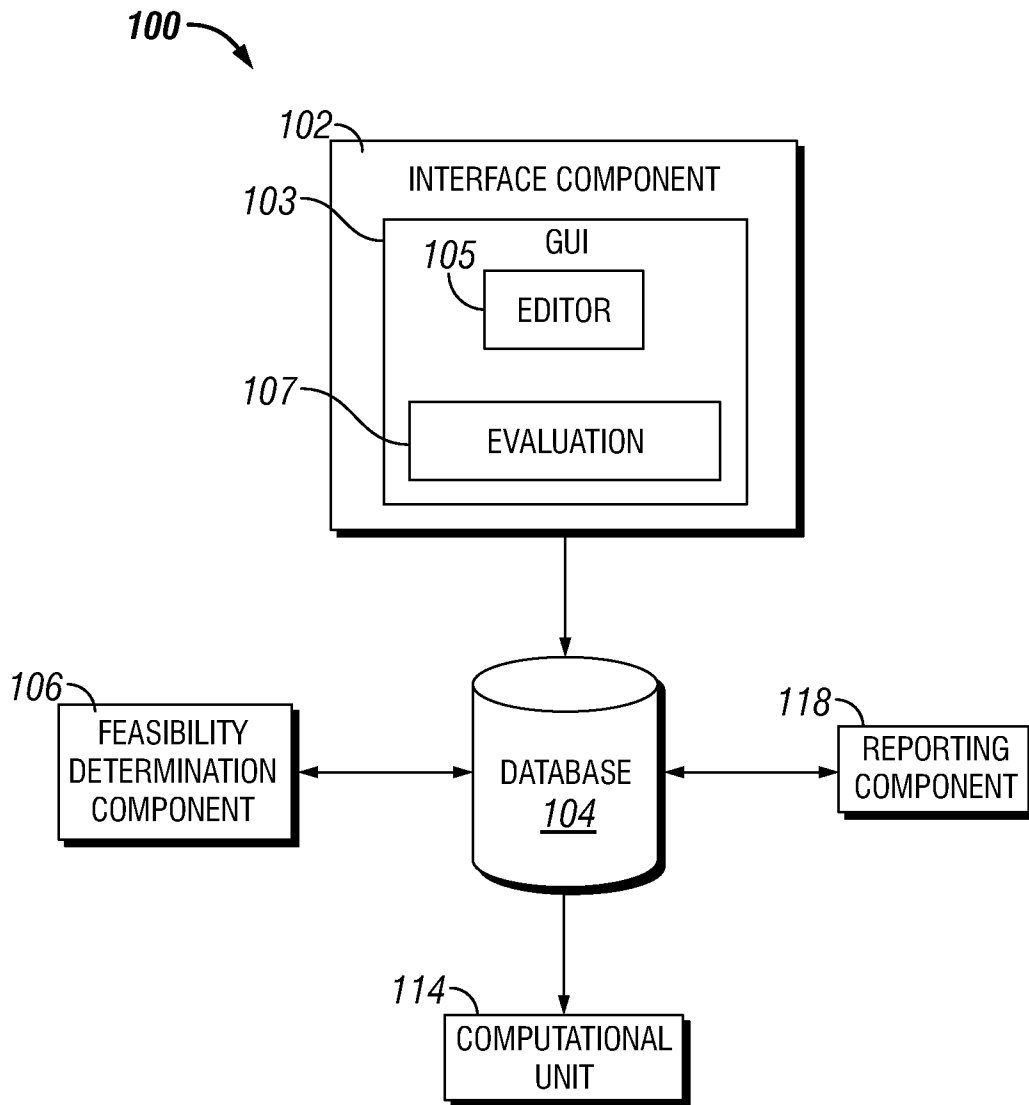 100
102
INTERFACE COMPONENT
103
GUI
105
EDITOR
107
EVALUATION
106
FEASIBILITY
DETERMINATION
COMPONENT
DATABASE
104
118
REPORTING
COMPONENT
114
COMPUTATIONAL
UNIT